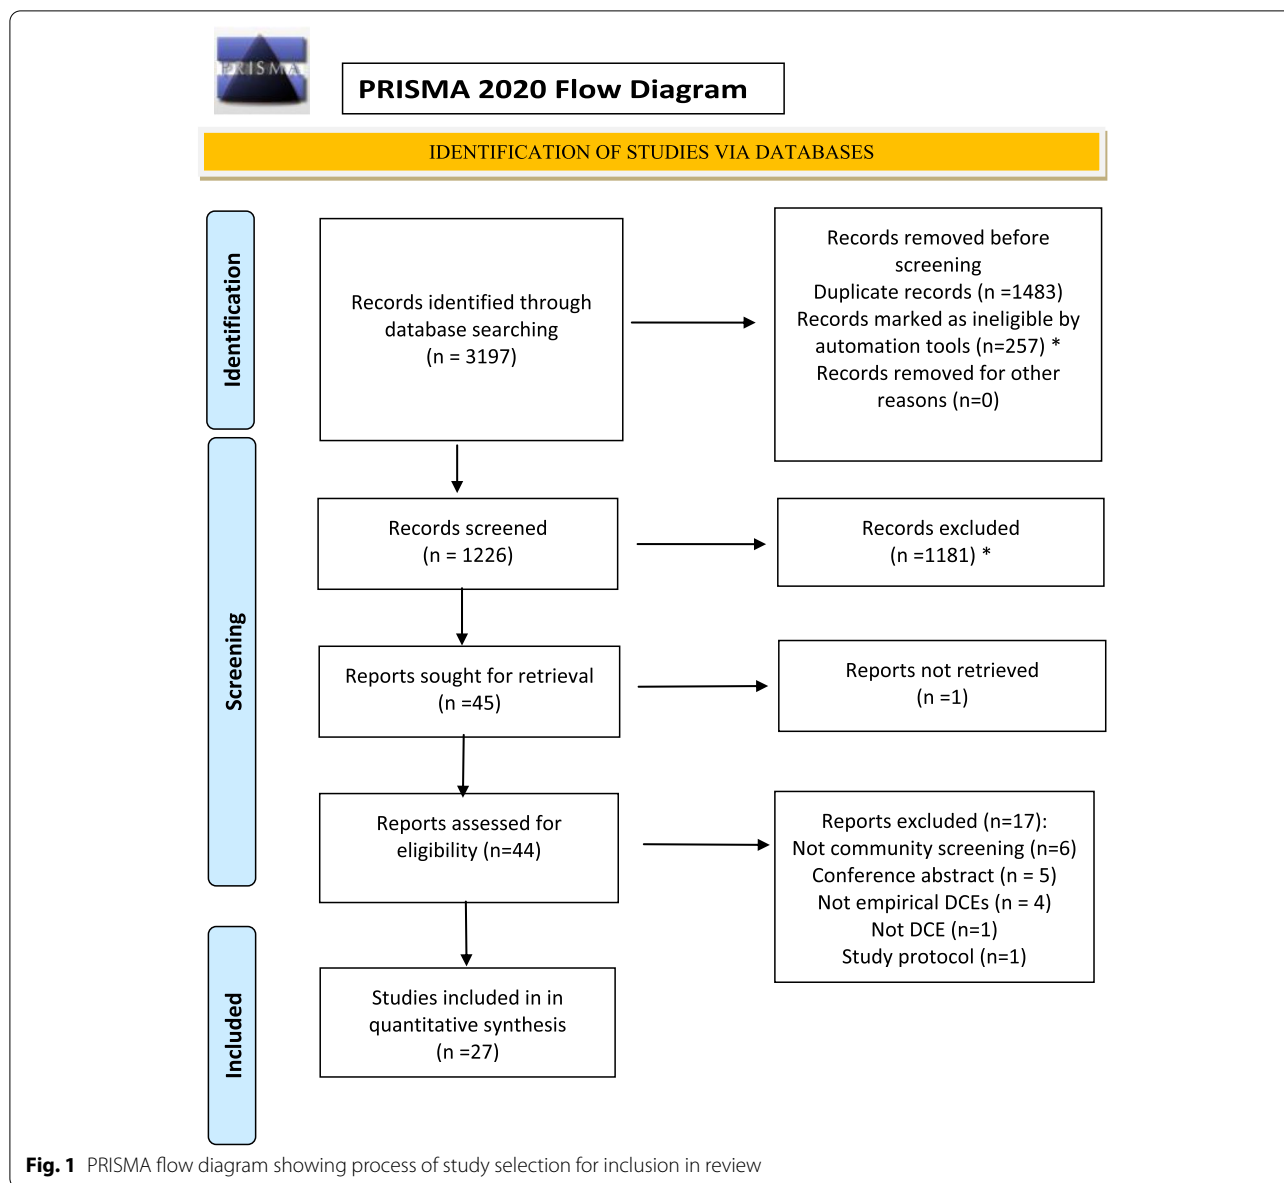 PRISMA
PRISMA 2020 Flow Diagram
IDENTIFICATION OF STUDIES VIA DATABASES
Identification
Records identified through
database searching
(n = 3197)
Records removed before
screening
Duplicate records (n =1483)
Records marked as ineligible by
automation tools (n=257) *
Records removed for other
reasons (n=0)
Screening
Records screened
(n = 1226)
Records excluded
(n =1181) *
Reports sought for retrieval
(n =45)
Reports not retrieved
(n =1)
Reports assessed for
eligibility (n=44)
Reports excluded (n=17):
Not community screening (n=6)
Conference abstract (n = 5)
Not empirical DCEs (n = 4)
Not DCE (n=1)
Study protocol (n=1)
Included
Studies included in in
quantitative synthesis
(n =27)
Fig. 1 PRISMA flow diagram showing process of study selection for inclusion in review